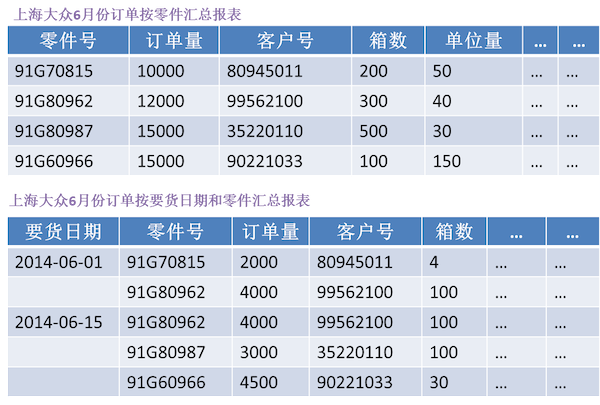 上海大众6月份订单按零件汇总报表
零件号 订单量 客户号 箱数 单位量 ... ...
91G70815 10000 80945011 200 50 ... ...
91G80962 12000 99562100 300 40 ... ...
91G80987 15000 35220110 500 30 ... ...
91G60966 15000 90221033 100 150 ... ...
上海大众6月份订单按要货日期和零件汇总报表
要货日期 零件号 订单量 客户号 箱数 ... ...
2014-06-01 91G70815 2000 80945011 4 ... ...
91G80962 4000 99562100 100 ... ...
2014-06-15 91G80962 4000 99562100 100 ... ...
91G80987 3000 35220110 100 ... ...
91G60966 4500 90221033 30 ... ...